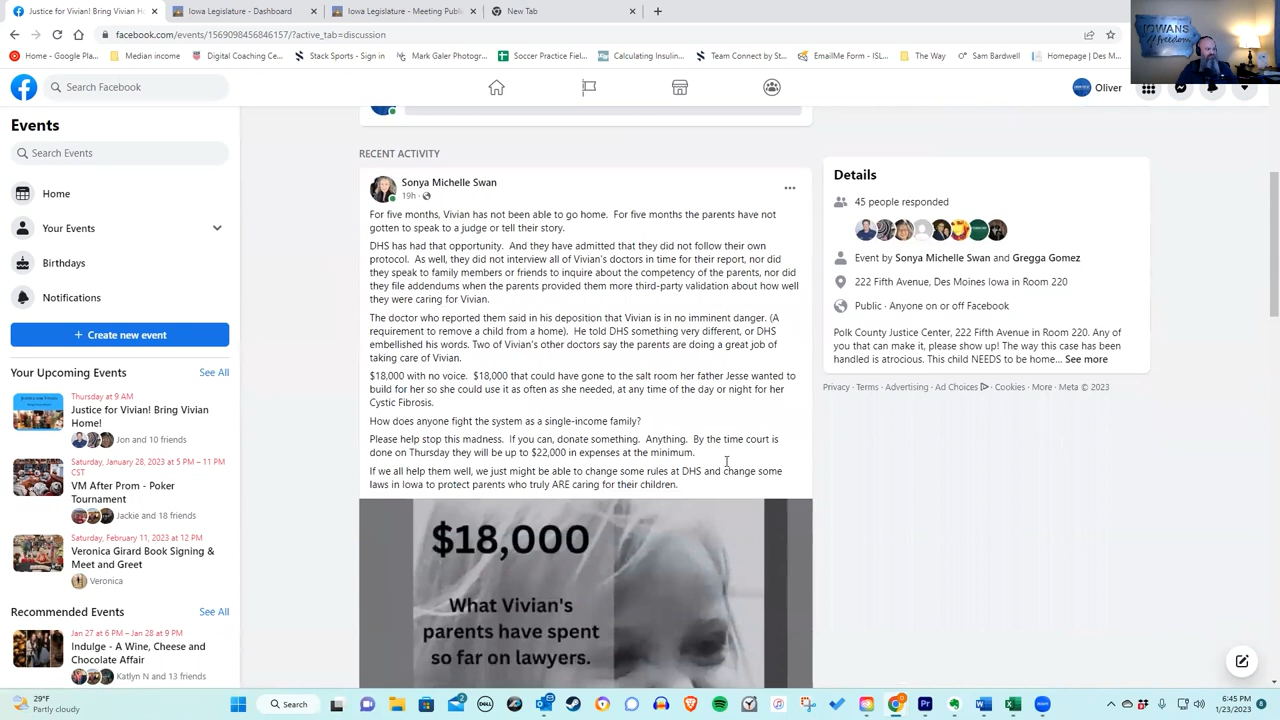 Justice for Vivian! Bring Vivian H
Iowa Legislature - Dashboard
Iowa Legislature - Meeting Publi
New Tab
facebook.com/events/1569098456846157/?active_tab=discussion
Home - Google Pla...
Median income
Digital Coaching Ce...
Stack Sports - Sign in
Mark Galer Photogr...
Soccer Practice Fiel...
Calculating Insulin...
Team Connect by St...
EmailMe Form - ISL...
The Way
Sam Bardwell
Homepage | Des M...
IOWANS
4 freedom
Search Facebook
Oliver
Events
Search Events
Home
Your Events
Birthdays
Notifications
+ Create new event
Your Upcoming Events
See All
Thursday at 9 AM
Justice for Vivian! Bring Vivian
Home!
Jon and 10 friends
Saturday, January 28, 2023 at 5 PM – 11 PM
CST
VM After Prom - Poker
Tournament
Jackie and 18 friends
Saturday, February 11, 2023 at 12 PM
Veronica Girard Book Signing &
Meet and Greet
Veronica
Recommended Events
See All
Jan 27 at 6 PM – Jan 28 at 9 PM
Indulge - A Wine, Cheese and
Chocolate Affair
Katlyn N and 13 friends
RECENT ACTIVITY
Sonya Michelle Swan
19h
For five months, Vivian has not been able to go home. For five months the parents have not
gotten to speak to a judge or tell their story.
DHS has had that opportunity. And they have admitted that they did not follow their own
protocol. As well, they did not interview all of Vivian's doctors in time for their report, nor did
they speak to family members or friends to inquire about the competency of the parents, nor did
they file addendums when the parents provided them more third-party validation about how well
they were caring for Vivian.
The doctor who reported them said in his deposition that Vivian is in no imminent danger. (A
requirement to remove a child from a home). He told DHS something very different, or DHS
embellished his words. Two of Vivian's other doctors say the parents are doing a great job of
taking care of Vivian.
$18,000 with no voice. $18,000 that could have gone to the salt room her father Jesse wanted to
build for her so she could use it as often as she needed, at any time of the day or night for her
Cystic Fibrosis.
How does anyone fight the system as a single-income family?
Please help stop this madness. If you can, donate something. Anything. By the time court is
done on Thursday they will be up to $22,000 in expenses at the minimum.
If we all help them well, we just might be able to change some rules at DHS and change some
laws in Iowa to protect parents who truly ARE caring for their children.
$18,000
What Vivian's
parents have spent
so far on lawyers.
Details
45 people responded
Event by Sonya Michelle Swan and Gregga Gomez
222 Fifth Avenue, Des Moines Iowa in Room 220
Public · Anyone on or off Facebook
Polk County Justice Center, 222 Fifth Avenue in Room 220. Any of
you that can make it, please show up! The way this case has been
handled is atrocious. This child NEEDS to be home... See more
Privacy · Terms · Advertising · Ad Choices · Cookies · More · Meta © 2023
29°F
Partly cloudy
Search
6:45 PM
1/23/2023